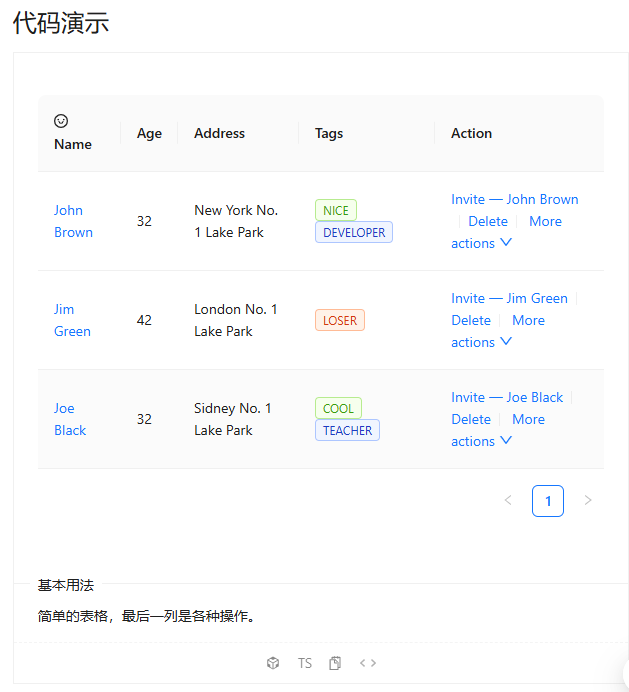 代码演示
Name Age Address Tags Action
John Brown 32 New York No. 1 Lake Park NICE DEVELOPER Invite — John Brown Delete More actions
Jim Green 42 London No. 1 Lake Park LOSER Invite — Jim Green Delete More actions
Joe Black 32 Sidney No. 1 Lake Park COOL TEACHER Invite — Joe Black Delete More actions
1
基本用法
简单的表格，最后一列是各种操作。
TS